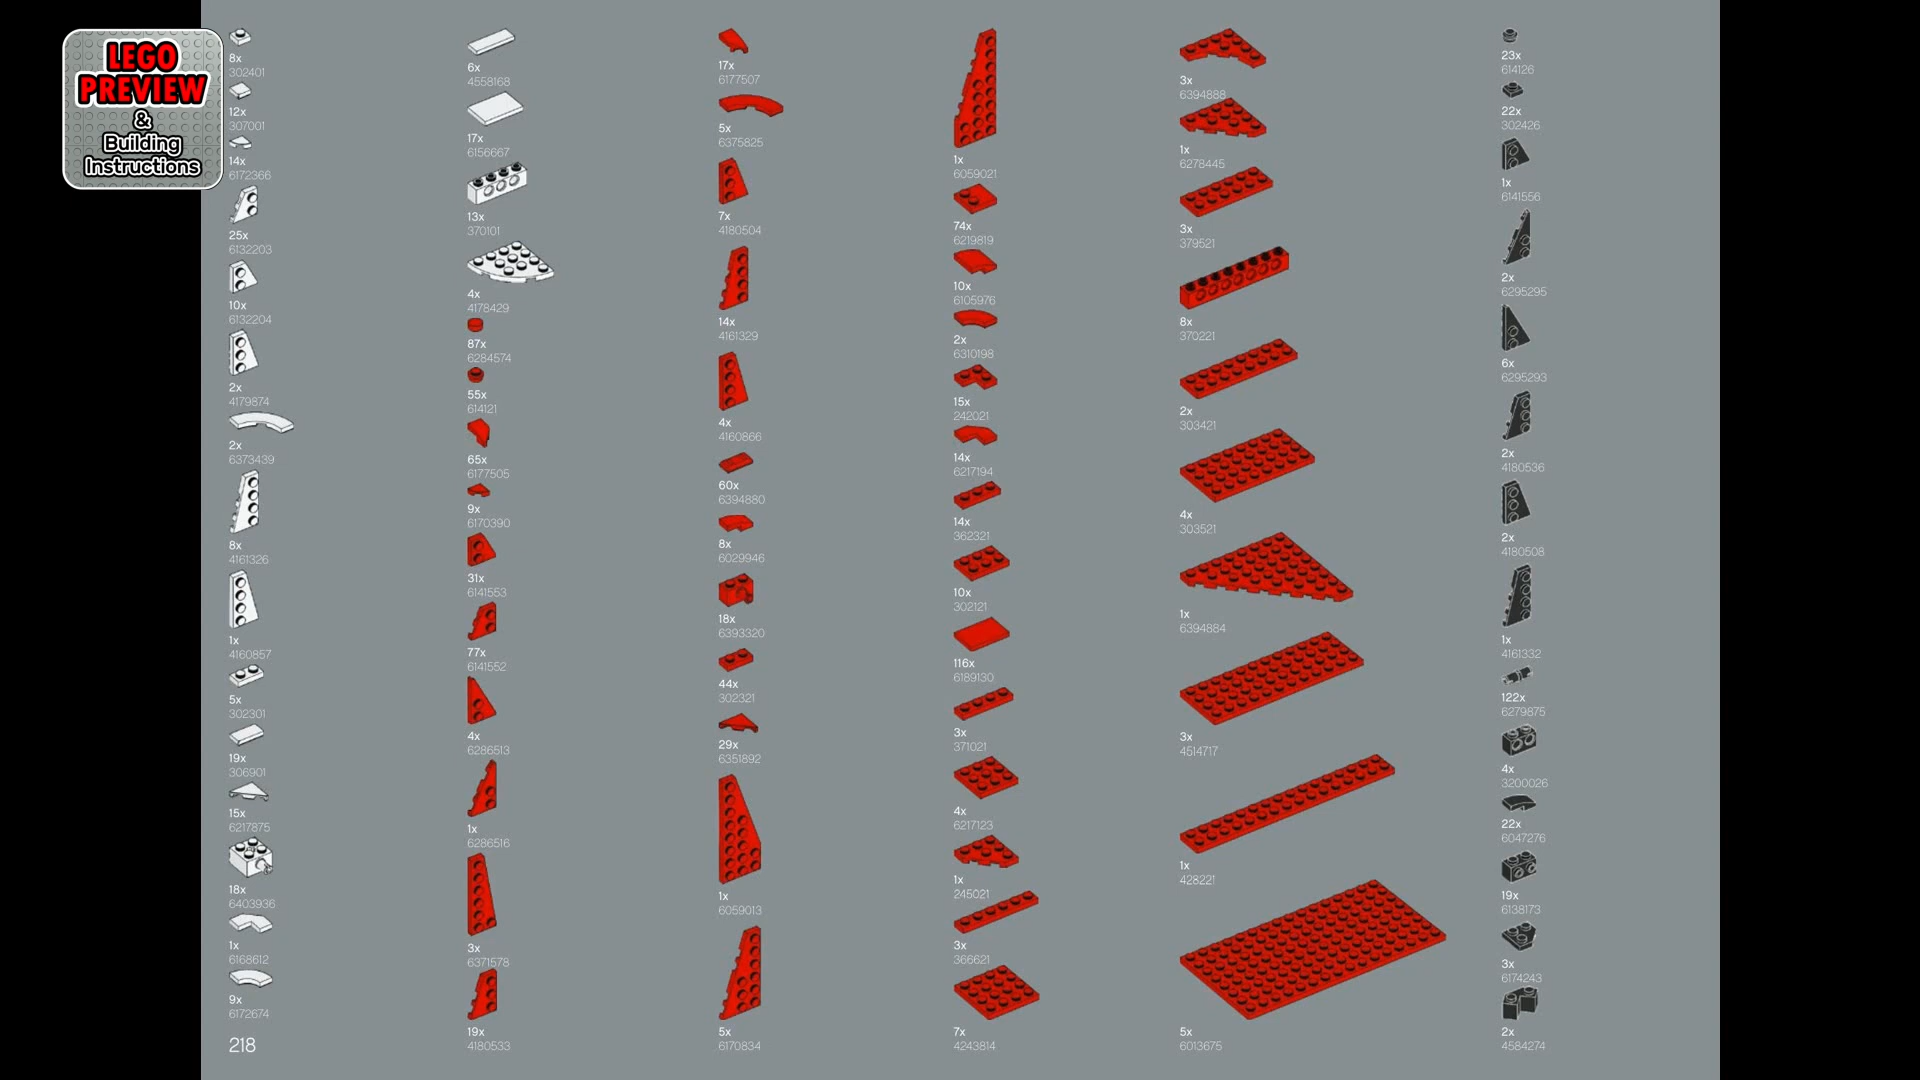 LEGO
PREVIEW
&
Building
Instructions
8x
302401
12x
307001
14x
6172366
25x
6132203
10x
6132204
2x
4179874
2x
6373439
8x
4161326
1x
4160857
5x
302301
19x
306901
15x
6217875
18x
6403936
1x
6168612
9x
6172674
218
6x
4558168
17x
6156667
13x
370101
4x
4178429
87x
6284574
55x
614121
65x
6177505
9x
6170390
31x
6141553
77x
6141552
4x
6286513
1x
6286516
3x
6371578
19x
4180533
17x
6177507
5x
6375825
7x
4180504
14x
4161329
4x
4160866
60x
6394880
8x
6029946
18x
6393320
44x
302321
29x
6351892
1x
6059013
5x
6170834
1x
6059021
74x
6219819
10x
6105976
2x
6310198
15x
242021
14x
6217194
14x
362321
10x
302121
116x
6189130
3x
371021
4x
6217123
1x
245021
3x
366621
7x
4243814
3x
6394888
1x
6278445
3x
379521
8x
370221
2x
303421
4x
303521
1x
6394884
3x
4514717
1x
428221
5x
6013675
23x
614126
22x
302426
1x
6141556
2x
6295295
6x
6295293
2x
4180536
2x
4180508
1x
4161332
122x
6279875
4x
3200026
22x
6047276
19x
6138173
3x
6174243
2x
4584274